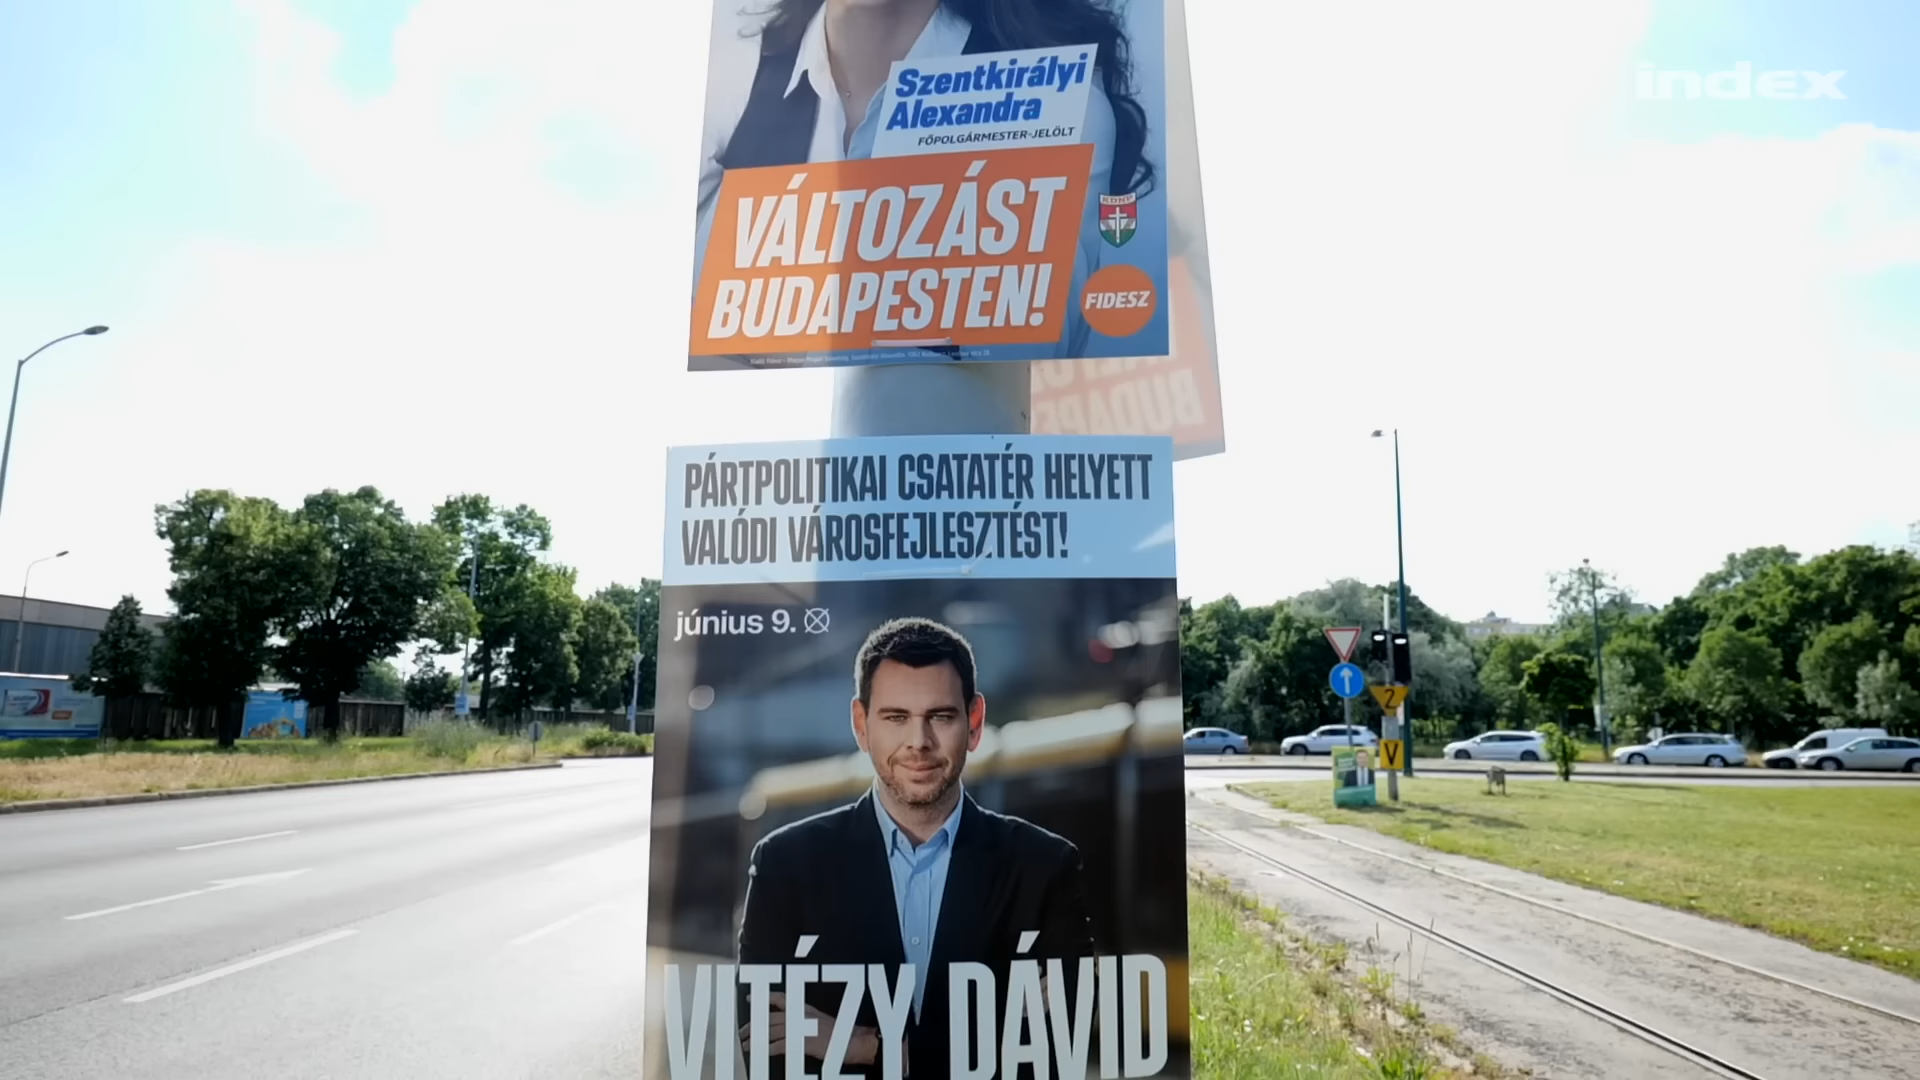 index
Szentkirályi
Alexandra
FŐPOLGÁRMESTER-JELÖLT
VÁLTOZÁST
BUDAPESTEN!
KDNP
FIDESZ
PÁRTPOLITIKAI CSATATÉR HELYETT
VALÓDI VÁROSFEJLESZTÉST!
június 9.
VITÉZY DÁVID
2
V